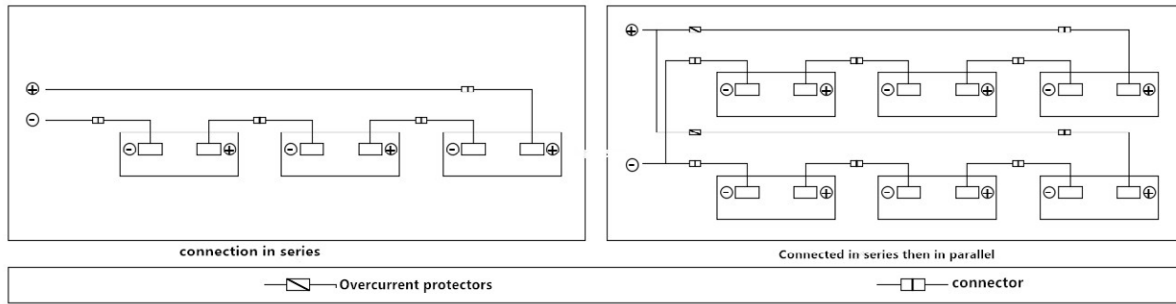 connection in series
Connected in series then in parallel
Overcurrent protectors
connector